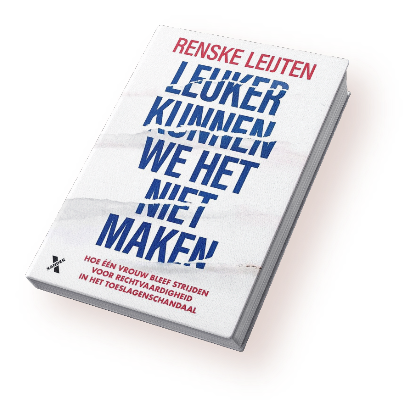 RENSKE LEIJTEN
LEUKER
KUNNEN
WE HET
NIET
MAKEN
HOE ÉÉN VROUW BLEEF STRIJDEN
VOOR RECHTVAARDIGHEID
IN HET TOESLAGENSCHANDAAL